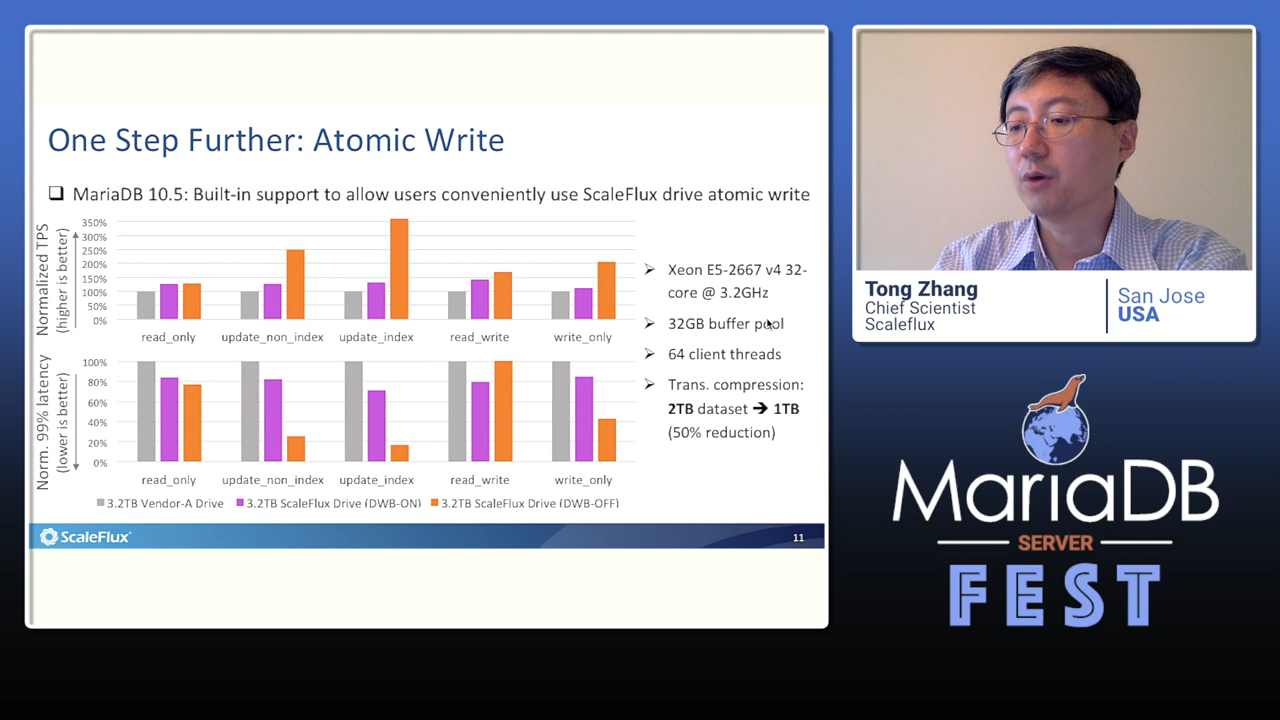 One Step Further: Atomic Write
MariaDB 10.5: Built-in support to allow users conveniently use ScaleFlux drive atomic write
Normalized TPS
(higher is better)
350%
300%
250%
200%
150%
100%
50%
0%
read_only
update_non_index
update_index
read_write
write_only
Norm. 99% latency
(lower is better)
100%
80%
60%
40%
20%
0%
read_only
update_non_index
update_index
read_write
write_only
3.2TB Vendor-A Drive
3.2TB ScaleFlux Drive (DWB-ON)
3.2TB ScaleFlux Drive (DWB-OFF)
Xeon E5-2667 v4 32-
core @ 3.2GHz
32GB buffer pool
64 client threads
Trans. compression:
2TB dataset ➔ 1TB
(50% reduction)
ScaleFlux
11
Tong Zhang
Chief Scientist
Scaleflux
San Jose
USA
MariaDB
SERVER
FEST